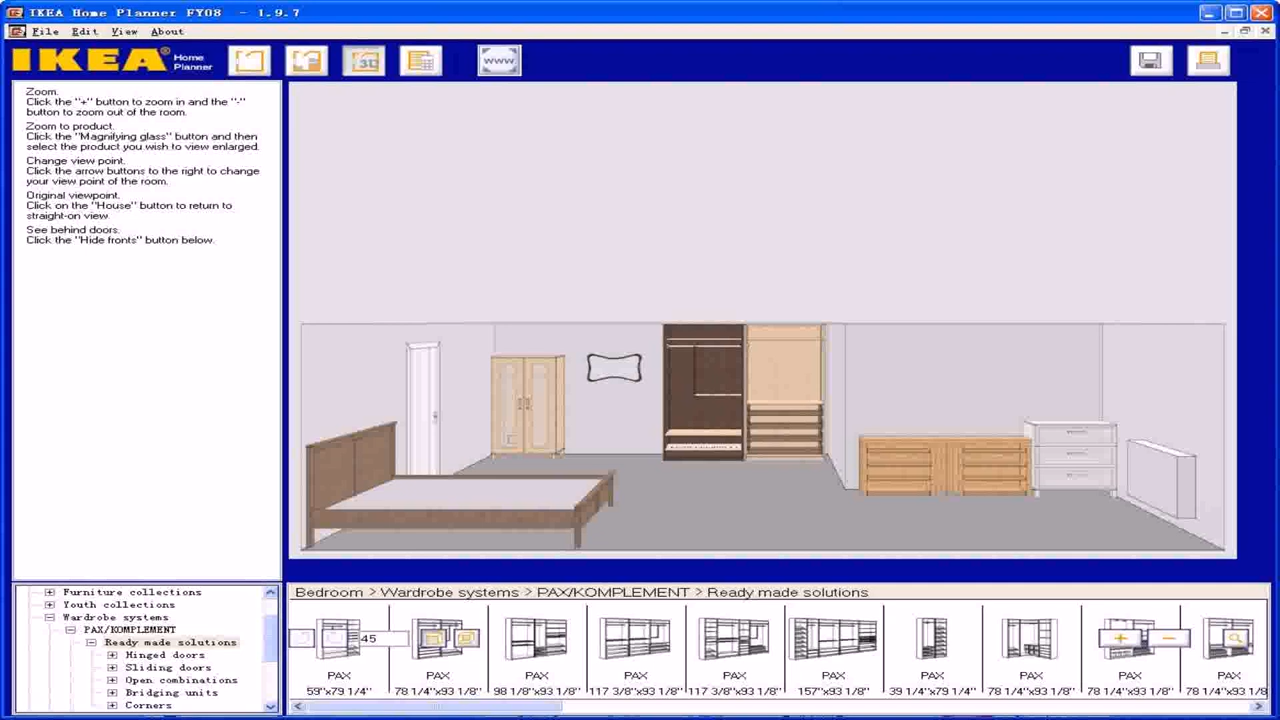 IKEA Home Planner FY08 - 1.9.7
File Edit View About
IKEA® Home Planner
3D
www
Zoom.
Click the "+" button to zoom in and the "-"
button to zoom out of the room.
Zoom to product.
Click the "Magnifying glass" button and then
select the product you wish to view enlarged.
Change view point.
Click the arrow buttons to the right to change
your view point of the room.
Original viewpoint.
Click on the "House" button to return to
straight-on view.
See behind doors.
Click the "Hide fronts" button below.
Furniture collections
Youth collections
Wardrobe systems
PAX/KOMPLEMENT
Ready made solutions
Hinged doors
Sliding doors
Open combinations
Bridging units
Corners
Bedroom > Wardrobe systems > PAX/KOMPLEMENT > Ready made solutions
45
PAX PAX PAX PAX PAX PAX PAX PAX PAX PAX
59"x79 1/4" 78 1/4"x93 1/8" 98 1/8"x93 1/8" 117 3/8"x93 1/8" 117 3/8"x93 1/8" 157"x93 1/8" 39 1/4"x79 1/4" 78 1/4"x93 1/8" 78 1/4"x93 1/8" 78 1/4"x93 1/8